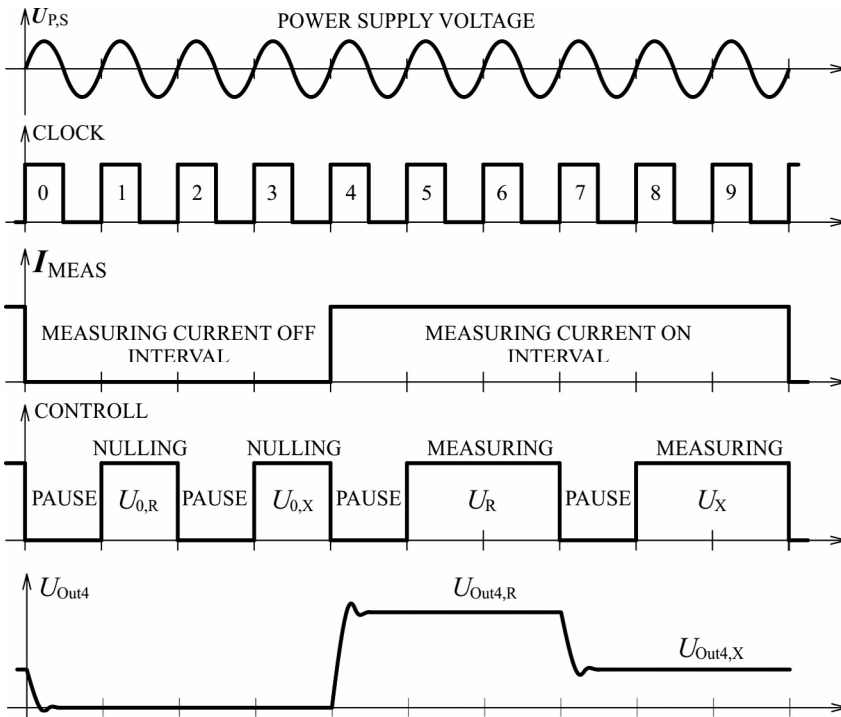 U_P,S
POWER SUPPLY VOLTAGE
CLOCK
0 1 2 3 4 5 6 7 8 9
I_MEAS
MEASURING CURRENT OFF
INTERVAL
MEASURING CURRENT ON
INTERVAL
CONTROLL
NULLING NULLING MEASURING MEASURING
PAUSE U_0,R PAUSE U_0,X PAUSE U_R PAUSE U_X
U_Out4
U_Out4,R
U_Out4,X